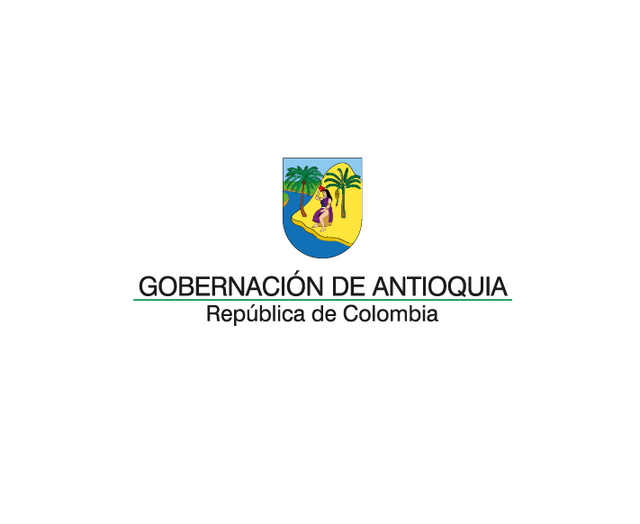 GOBERNACIÓN DE ANTIOQUIA
República de Colombia